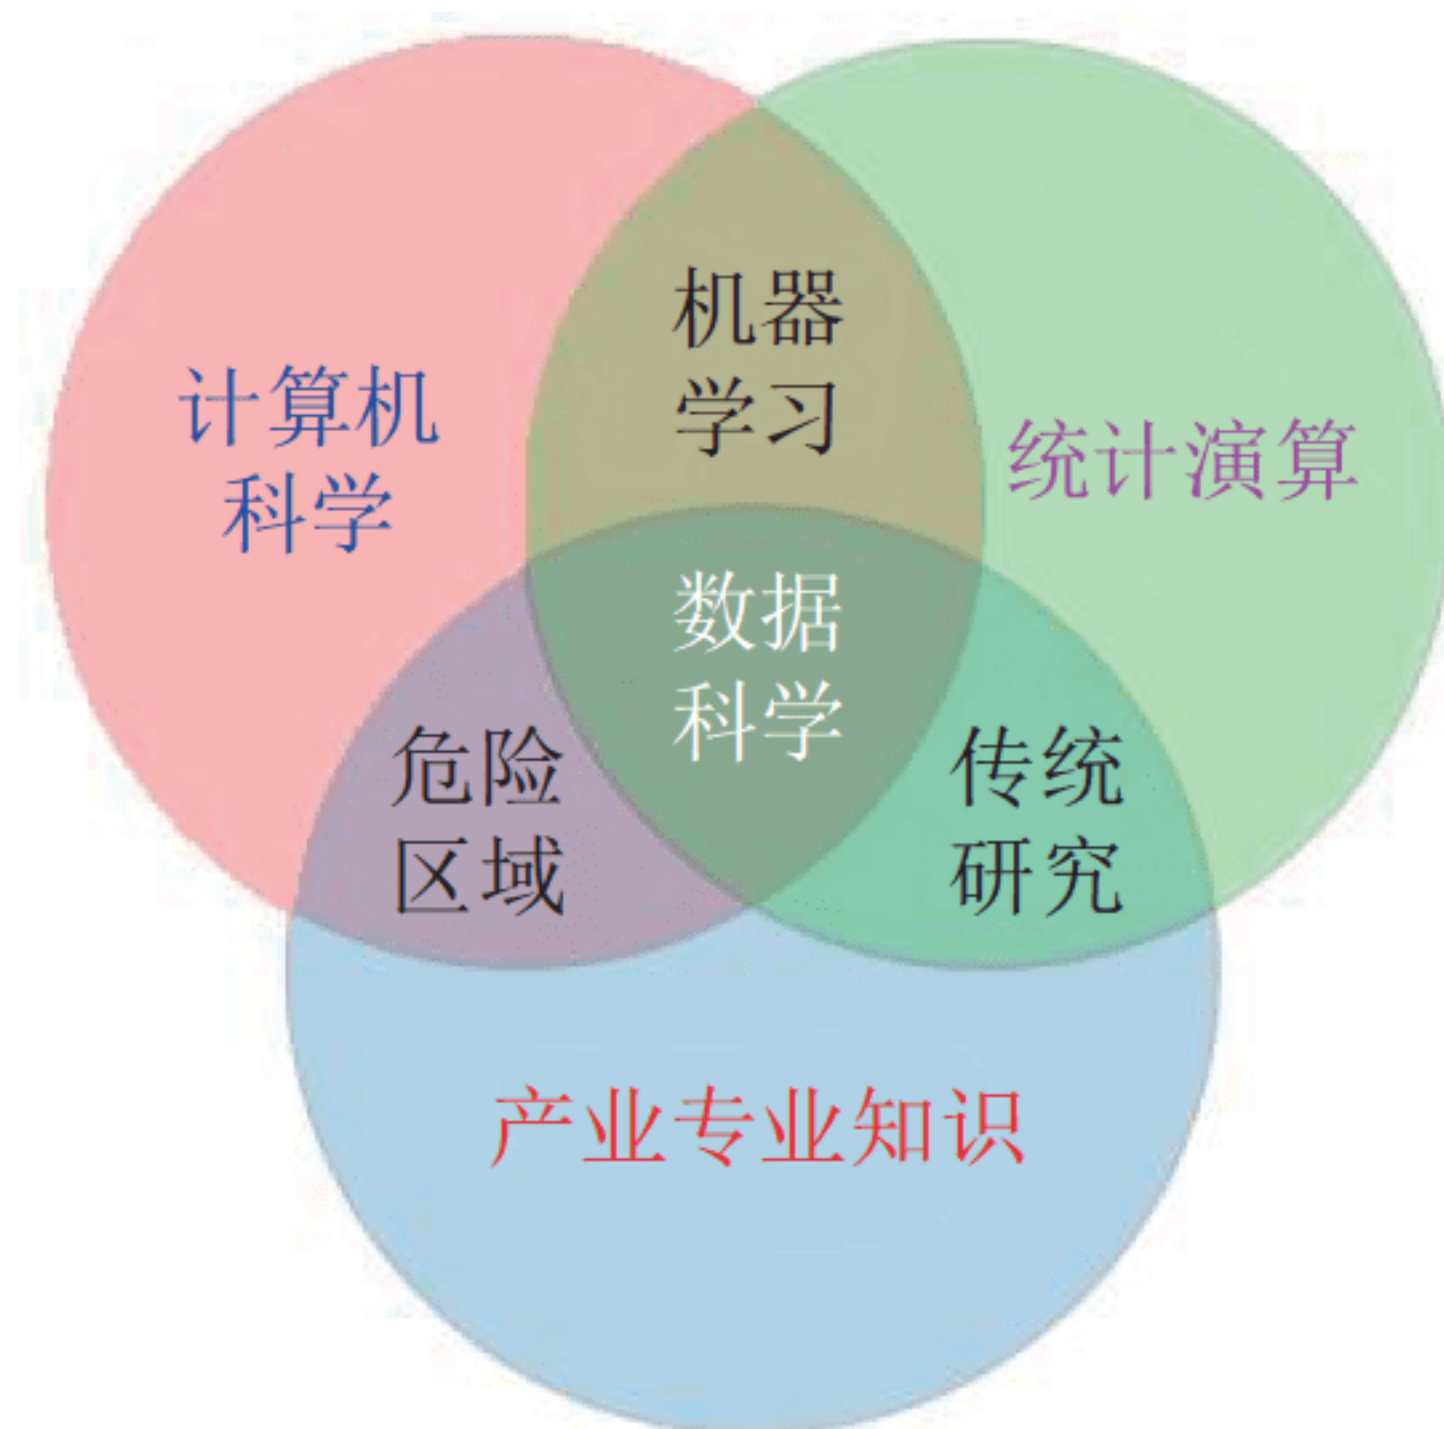 机器
学习
计算机
科学
统计演算
数据
科学
危险
区域
传统
研究
产业专业知识